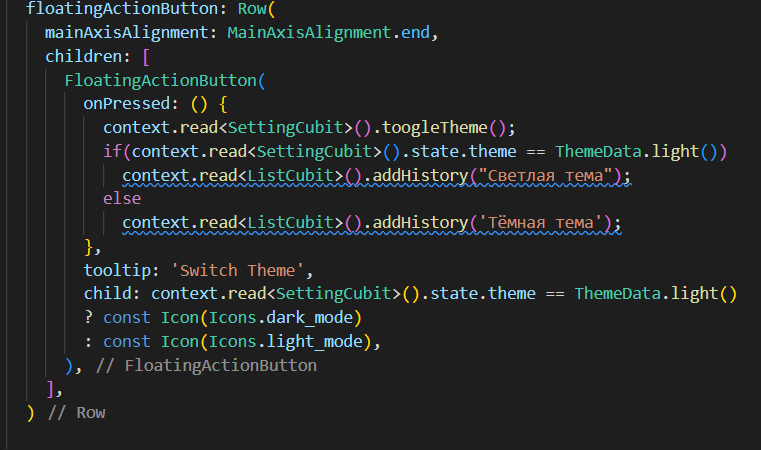 floatingActionButton: Row(
mainAxisAlignment: MainAxisAlignment.end,
children: [
FloatingActionButton(
onPressed: () {
context.read<SettingCubit>().toogleTheme();
if(context.read<SettingCubit>().state.theme == ThemeData.light())
context.read<ListCubit>().addHistory("Светлая тема");
else
context.read<ListCubit>().addHistory('Тёмная тема');
},
tooltip: 'Switch Theme',
child: context.read<SettingCubit>().state.theme == ThemeData.light()
? const Icon(Icons.dark_mode)
: const Icon(Icons.light_mode),
), // FloatingActionButton
],
) // Row